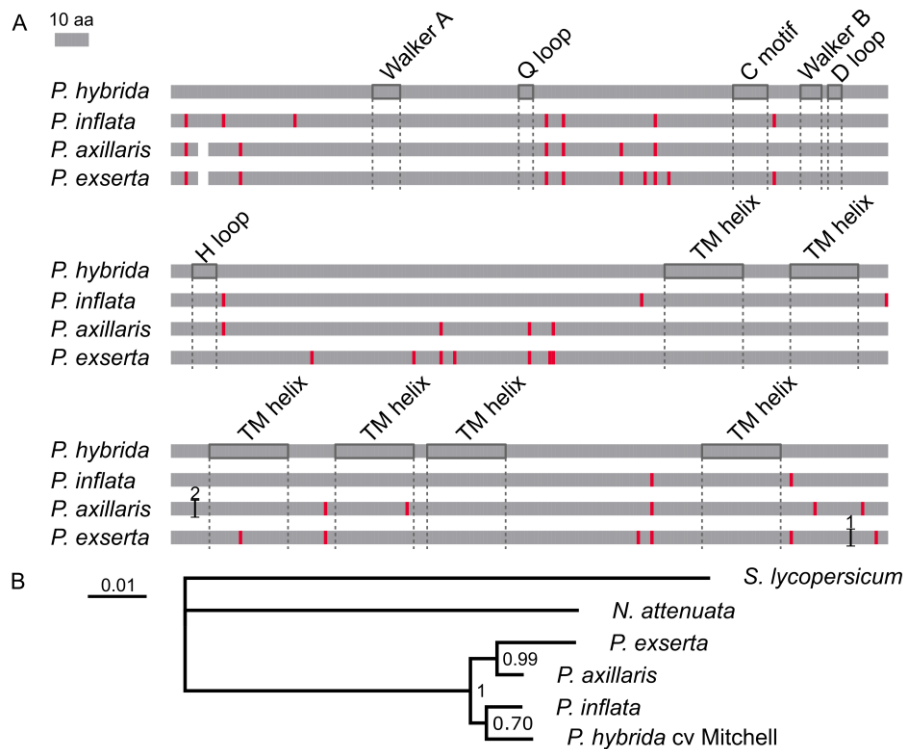 A
10 aa
Walker A
Q loop
C motif
Walker B
D loop
P. hybrida
P. inflata
P. axillaris
P. exserta
H loop
TM helix
TM helix
P. hybrida
P. inflata
P. axillaris
P. exserta
TM helix
TM helix
TM helix
TM helix
P. hybrida
P. inflata
2
P. axillaris
1
P. exserta
B
0.01
S. lycopersicum
N. attenuata
P. exserta
0.99
P. axillaris
1
P. inflata
0.70
P. hybrida cv Mitchell